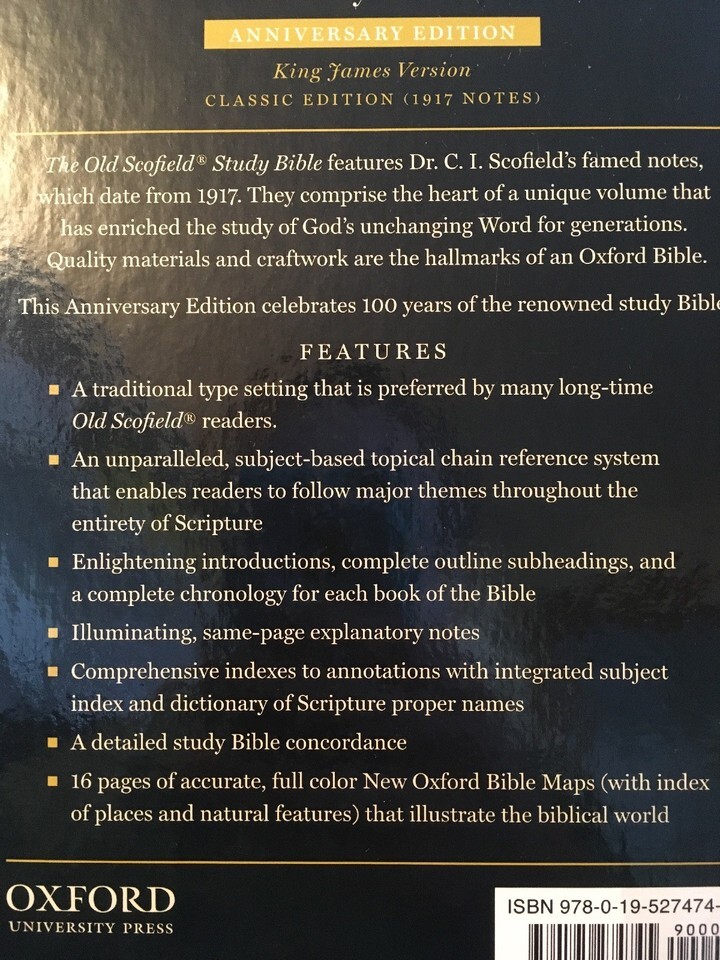 ANNIVERSARY EDITION
King James Version
CLASSIC EDITION (1917 NOTES)
The Old Scofield® Study Bible features Dr. C. I. Scofield's famed notes,
which date from 1917. They comprise the heart of a unique volume that
has enriched the study of God's unchanging Word for generations.
Quality materials and craftwork are the hallmarks of an Oxford Bible.
This Anniversary Edition celebrates 100 years of the renowned study Bible
FEATURES
■ A traditional type setting that is preferred by many long-time
Old Scofield® readers.
■ An unparalleled, subject-based topical chain reference system
that enables readers to follow major themes throughout the
entirety of Scripture
■ Enlightening introductions, complete outline subheadings, and
a complete chronology for each book of the Bible
■ Illuminating, same-page explanatory notes
■ Comprehensive indexes to annotations with integrated subject
index and dictionary of Scripture proper names
■ A detailed study Bible concordance
■ 16 pages of accurate, full color New Oxford Bible Maps (with index
of places and natural features) that illustrate the biblical world
OXFORD
UNIVERSITY PRESS
ISBN 978-0-19-527474-
9000